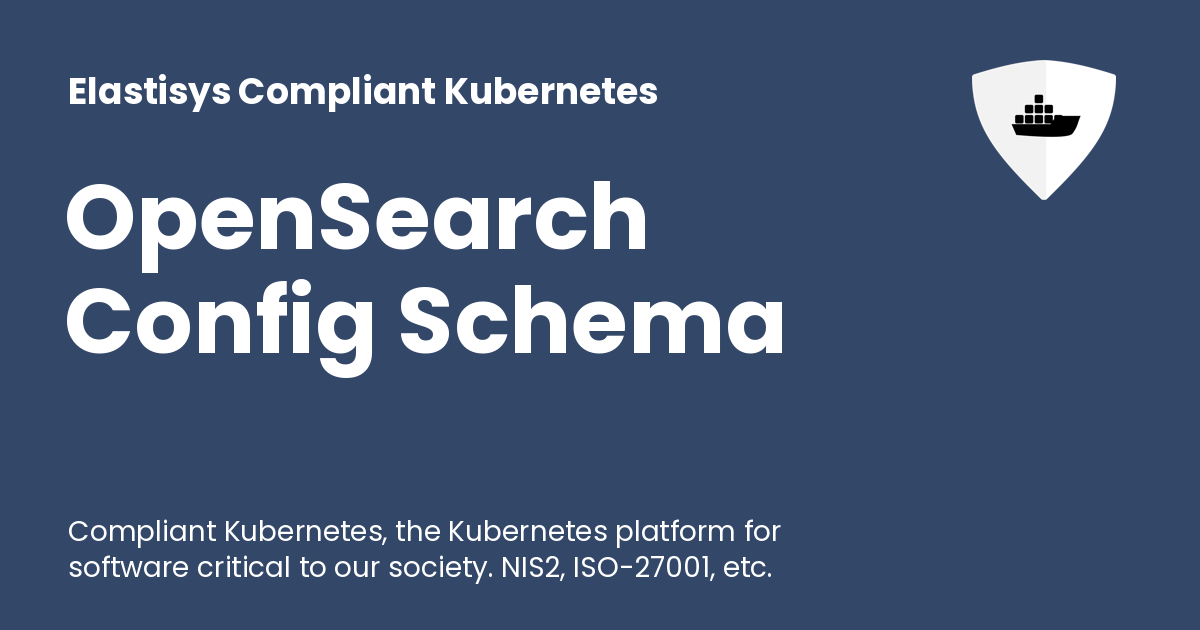 Elastisys Compliant Kubernetes
OpenSearch
Config Schema
Compliant Kubernetes, the Kubernetes platform for
software critical to our society. NIS2, ISO-27001, etc.